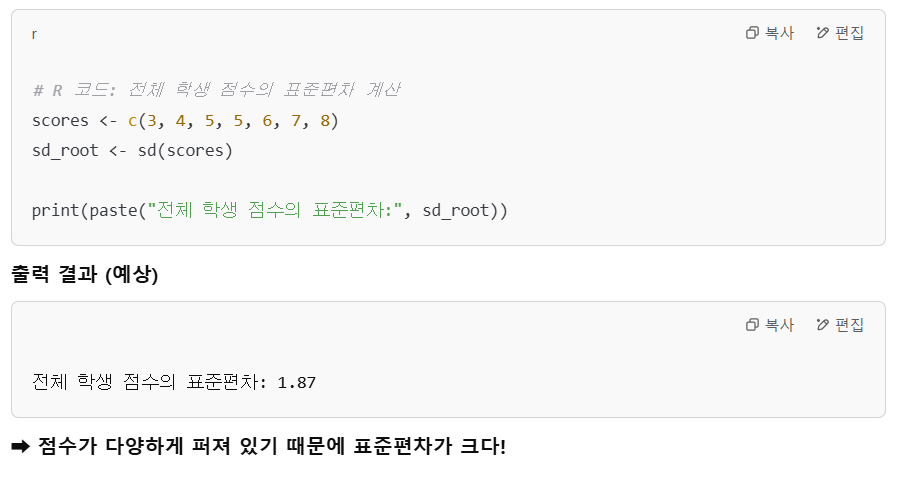 r
복사 편집
# R 코드: 전체 학생 점수의 표준편차 계산
scores <- c(3, 4, 5, 5, 6, 7, 8)
sd_root <- sd(scores)
print(paste("전체 학생 점수의 표준편차:", sd_root))
출력 결과 (예상)
복사 편집
전체 학생 점수의 표준편차: 1.87
➡ 점수가 다양하게 퍼져 있기 때문에 표준편차가 크다!